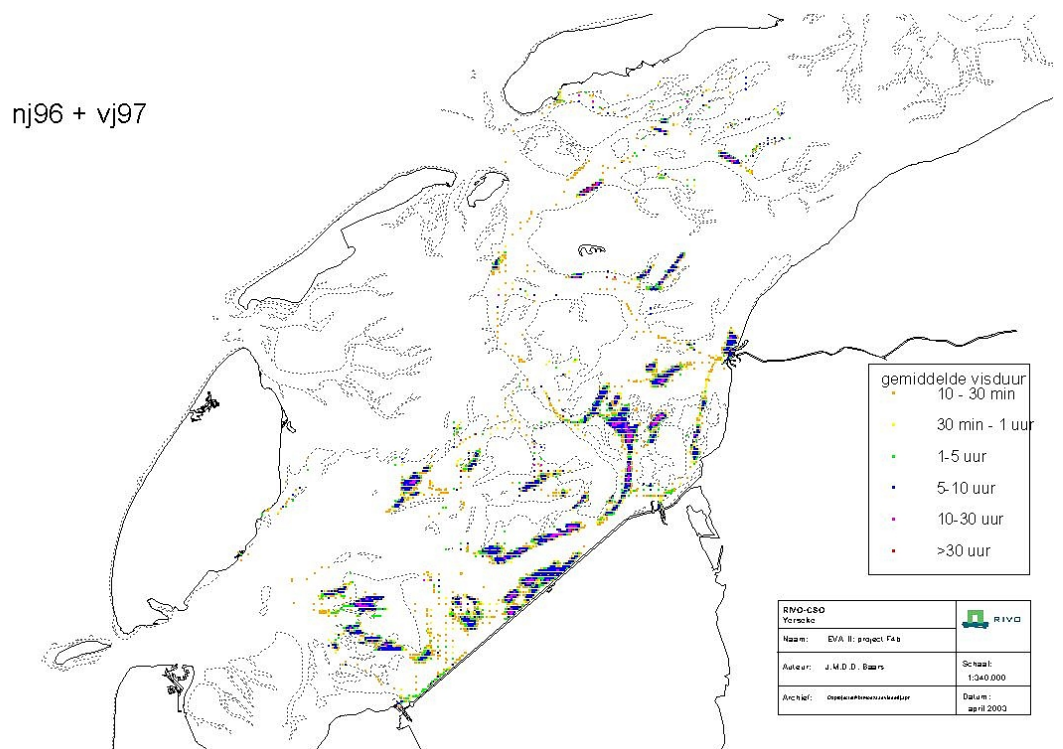 nj96 + vj97
gemiddelde visduur
10 - 30 min
30 min - 1 uur
1-5 uur
5-10 uur
10-30 uur
>30 uur
RIVO-CSO
Yerseke
RIVO
Naam: EVA II: project F4b
Auteur: J.M.D.D. Baars
Schaal:
1:340.000
Archief:
Datum:
april 2003